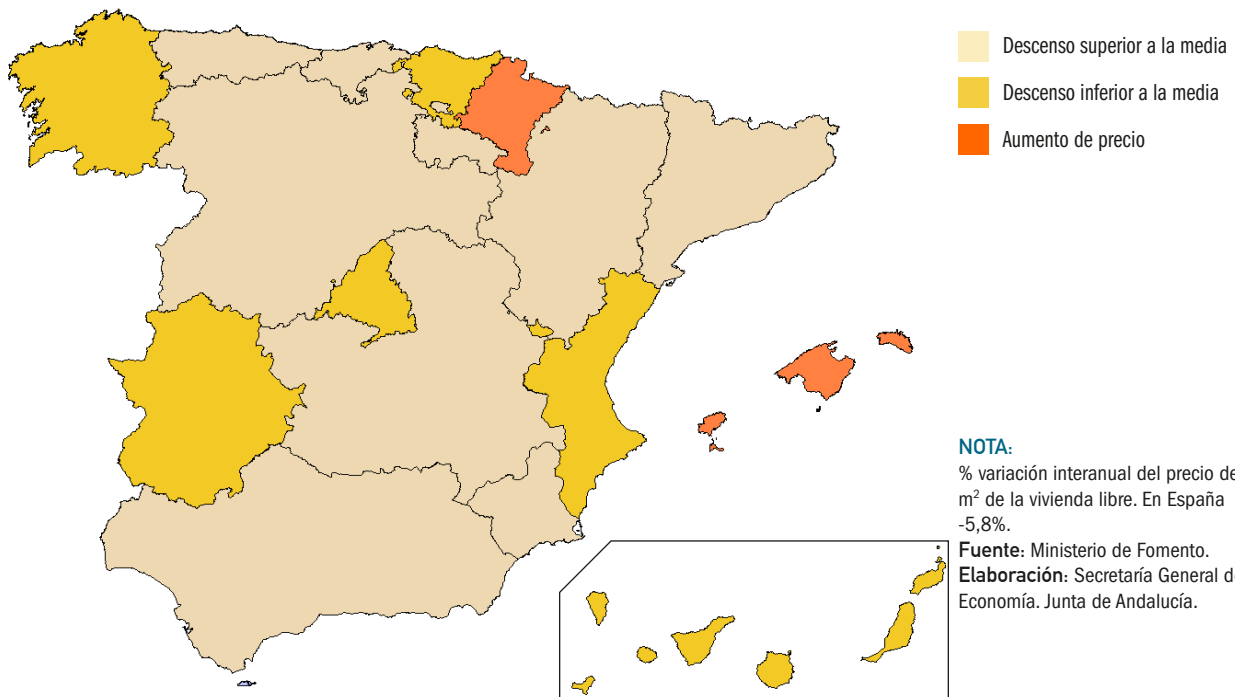 Descenso superior a la media
Descenso inferior a la media
Aumento de precio
NOTA:
% variación interanual del precio de
m² de la vivienda libre. En España
-5,8%.
Fuente: Ministerio de Fomento.
Elaboración: Secretaría General de
Economía. Junta de Andalucía.